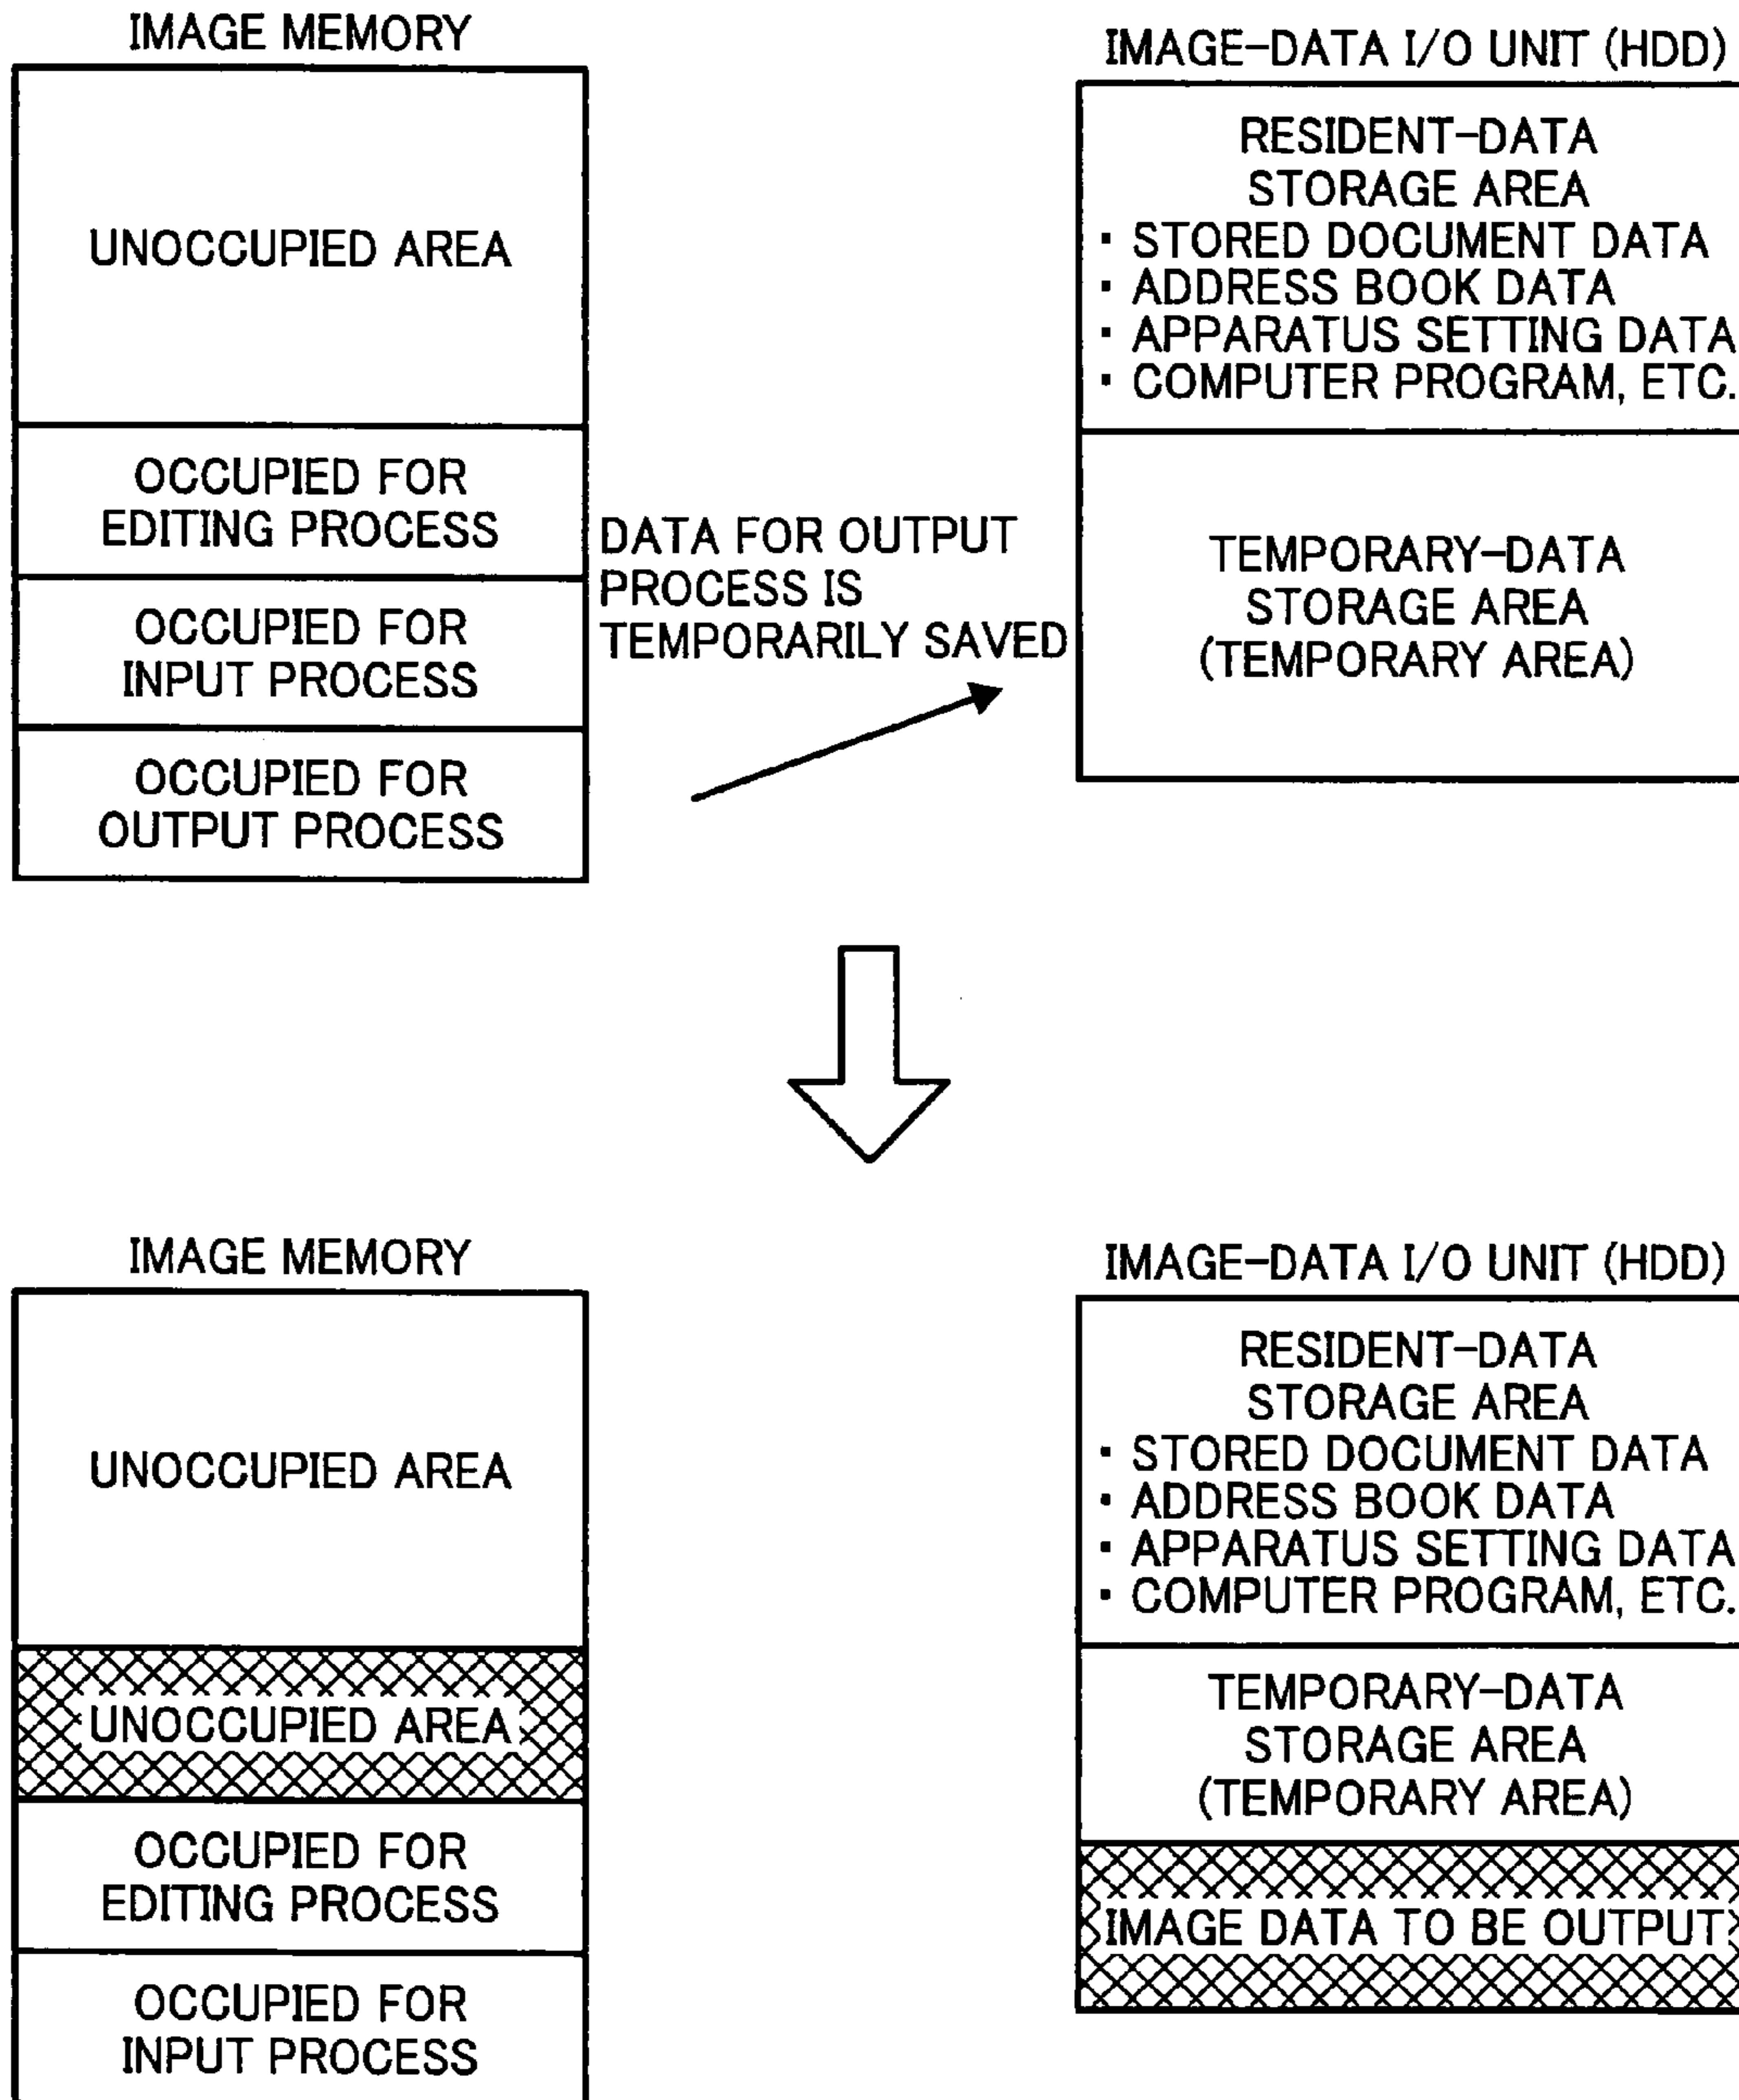 IMAGE MEMORY
UNOCCUPIED AREA
OCCUPIED FOR
EDITING PROCESS
OCCUPIED FOR
INPUT PROCESS
OCCUPIED FOR
OUTPUT PROCESS
DATA FOR OUTPUT
PROCESS IS
TEMPORARILY SAVED
IMAGE-DATA I/O UNIT (HDD)
RESIDENT-DATA
STORAGE AREA
・STORED DOCUMENT DATA
・ADDRESS BOOK DATA
・APPARATUS SETTING DATA
・COMPUTER PROGRAM, ETC.
TEMPORARY-DATA
STORAGE AREA
(TEMPORARY AREA)
IMAGE MEMORY
UNOCCUPIED AREA
UNOCCUPIED AREA
OCCUPIED FOR
EDITING PROCESS
OCCUPIED FOR
INPUT PROCESS
IMAGE-DATA I/O UNIT (HDD)
RESIDENT-DATA
STORAGE AREA
・STORED DOCUMENT DATA
・ADDRESS BOOK DATA
・APPARATUS SETTING DATA
・COMPUTER PROGRAM, ETC.
TEMPORARY-DATA
STORAGE AREA
(TEMPORARY AREA)
IMAGE DATA TO BE OUTPUT